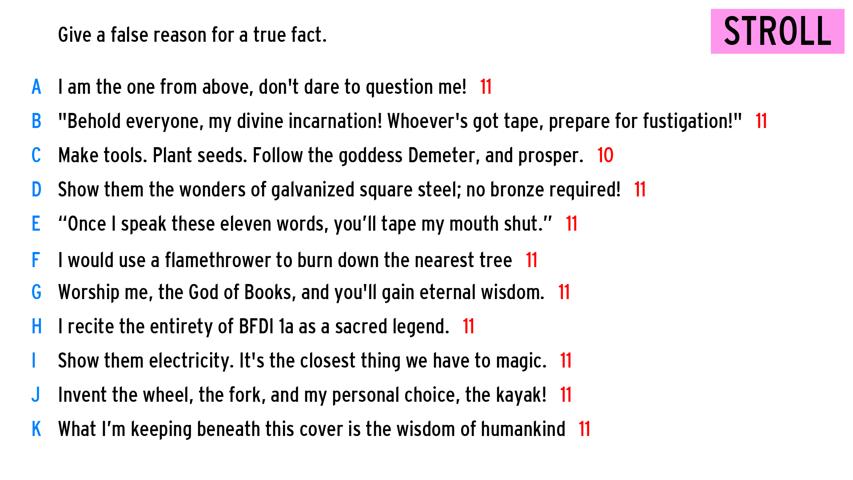 Give a false reason for a true fact.
STROLL
A I am the one from above, don't dare to question me! 11
B "Behold everyone, my divine incarnation! Whoever's got tape, prepare for fustigation!" 11
C Make tools. Plant seeds. Follow the goddess Demeter, and prosper. 10
D Show them the wonders of galvanized square steel; no bronze required! 11
E “Once I speak these eleven words, you’ll tape my mouth shut.” 11
F I would use a flamethrower to burn down the nearest tree 11
G Worship me, the God of Books, and you'll gain eternal wisdom. 11
H I recite the entirety of BFDI 1a as a sacred legend. 11
I Show them electricity. It's the closest thing we have to magic. 11
J Invent the wheel, the fork, and my personal choice, the kayak! 11
K What I’m keeping beneath this cover is the wisdom of humankind 11